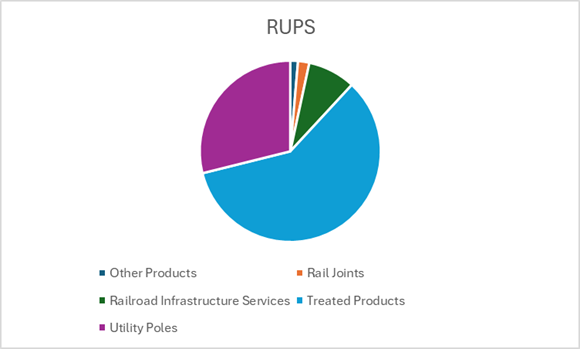 RUPS
Other Products
Rail Joints
Railroad Infrastructure Services
Treated Products
Utility Poles